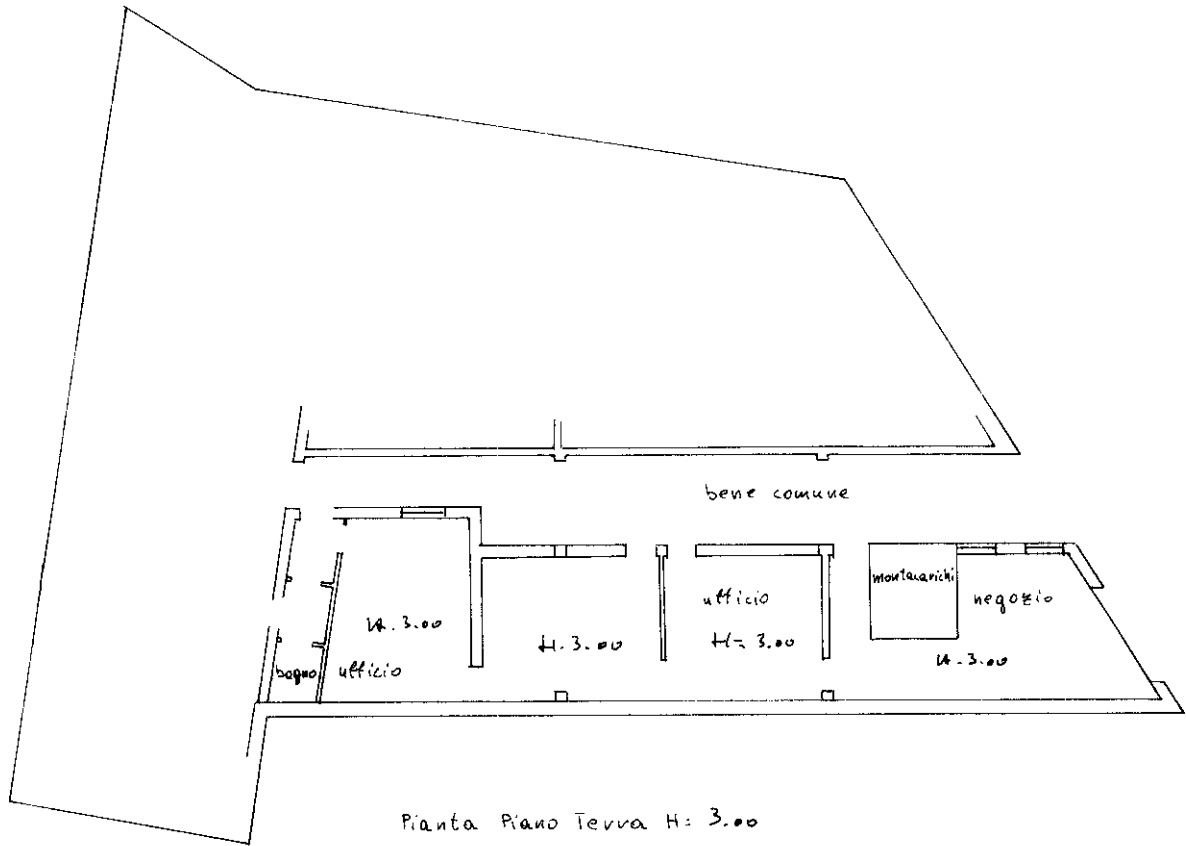 bene comune
montacarichi
negozio
ufficio
H. 3.00
H. 3.00
H= 3.00
H. 3.00
bagno
ufficio
Pianta Piano Terra H: 3.00